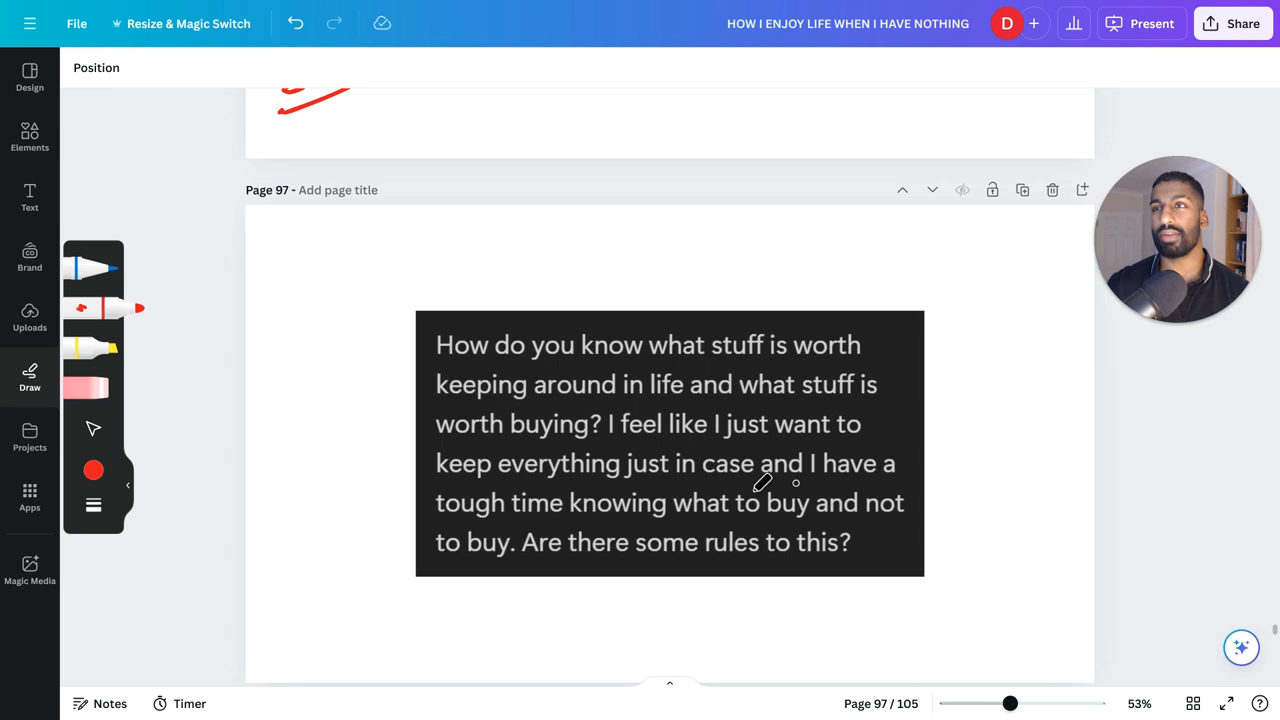 File
Resize & Magic Switch
HOW I ENJOY LIFE WHEN I HAVE NOTHING
D
Present
Share
Position
Design
Elements
Text
Brand
Uploads
Draw
Projects
Apps
Magic Media
Page 97 - Add page title
How do you know what stuff is worth
keeping around in life and what stuff is
worth buying? I feel like I just want to
keep everything just in case and I have a
tough time knowing what to buy and not
to buy. Are there some rules to this?
Notes
Timer
Page 97 / 105
53%